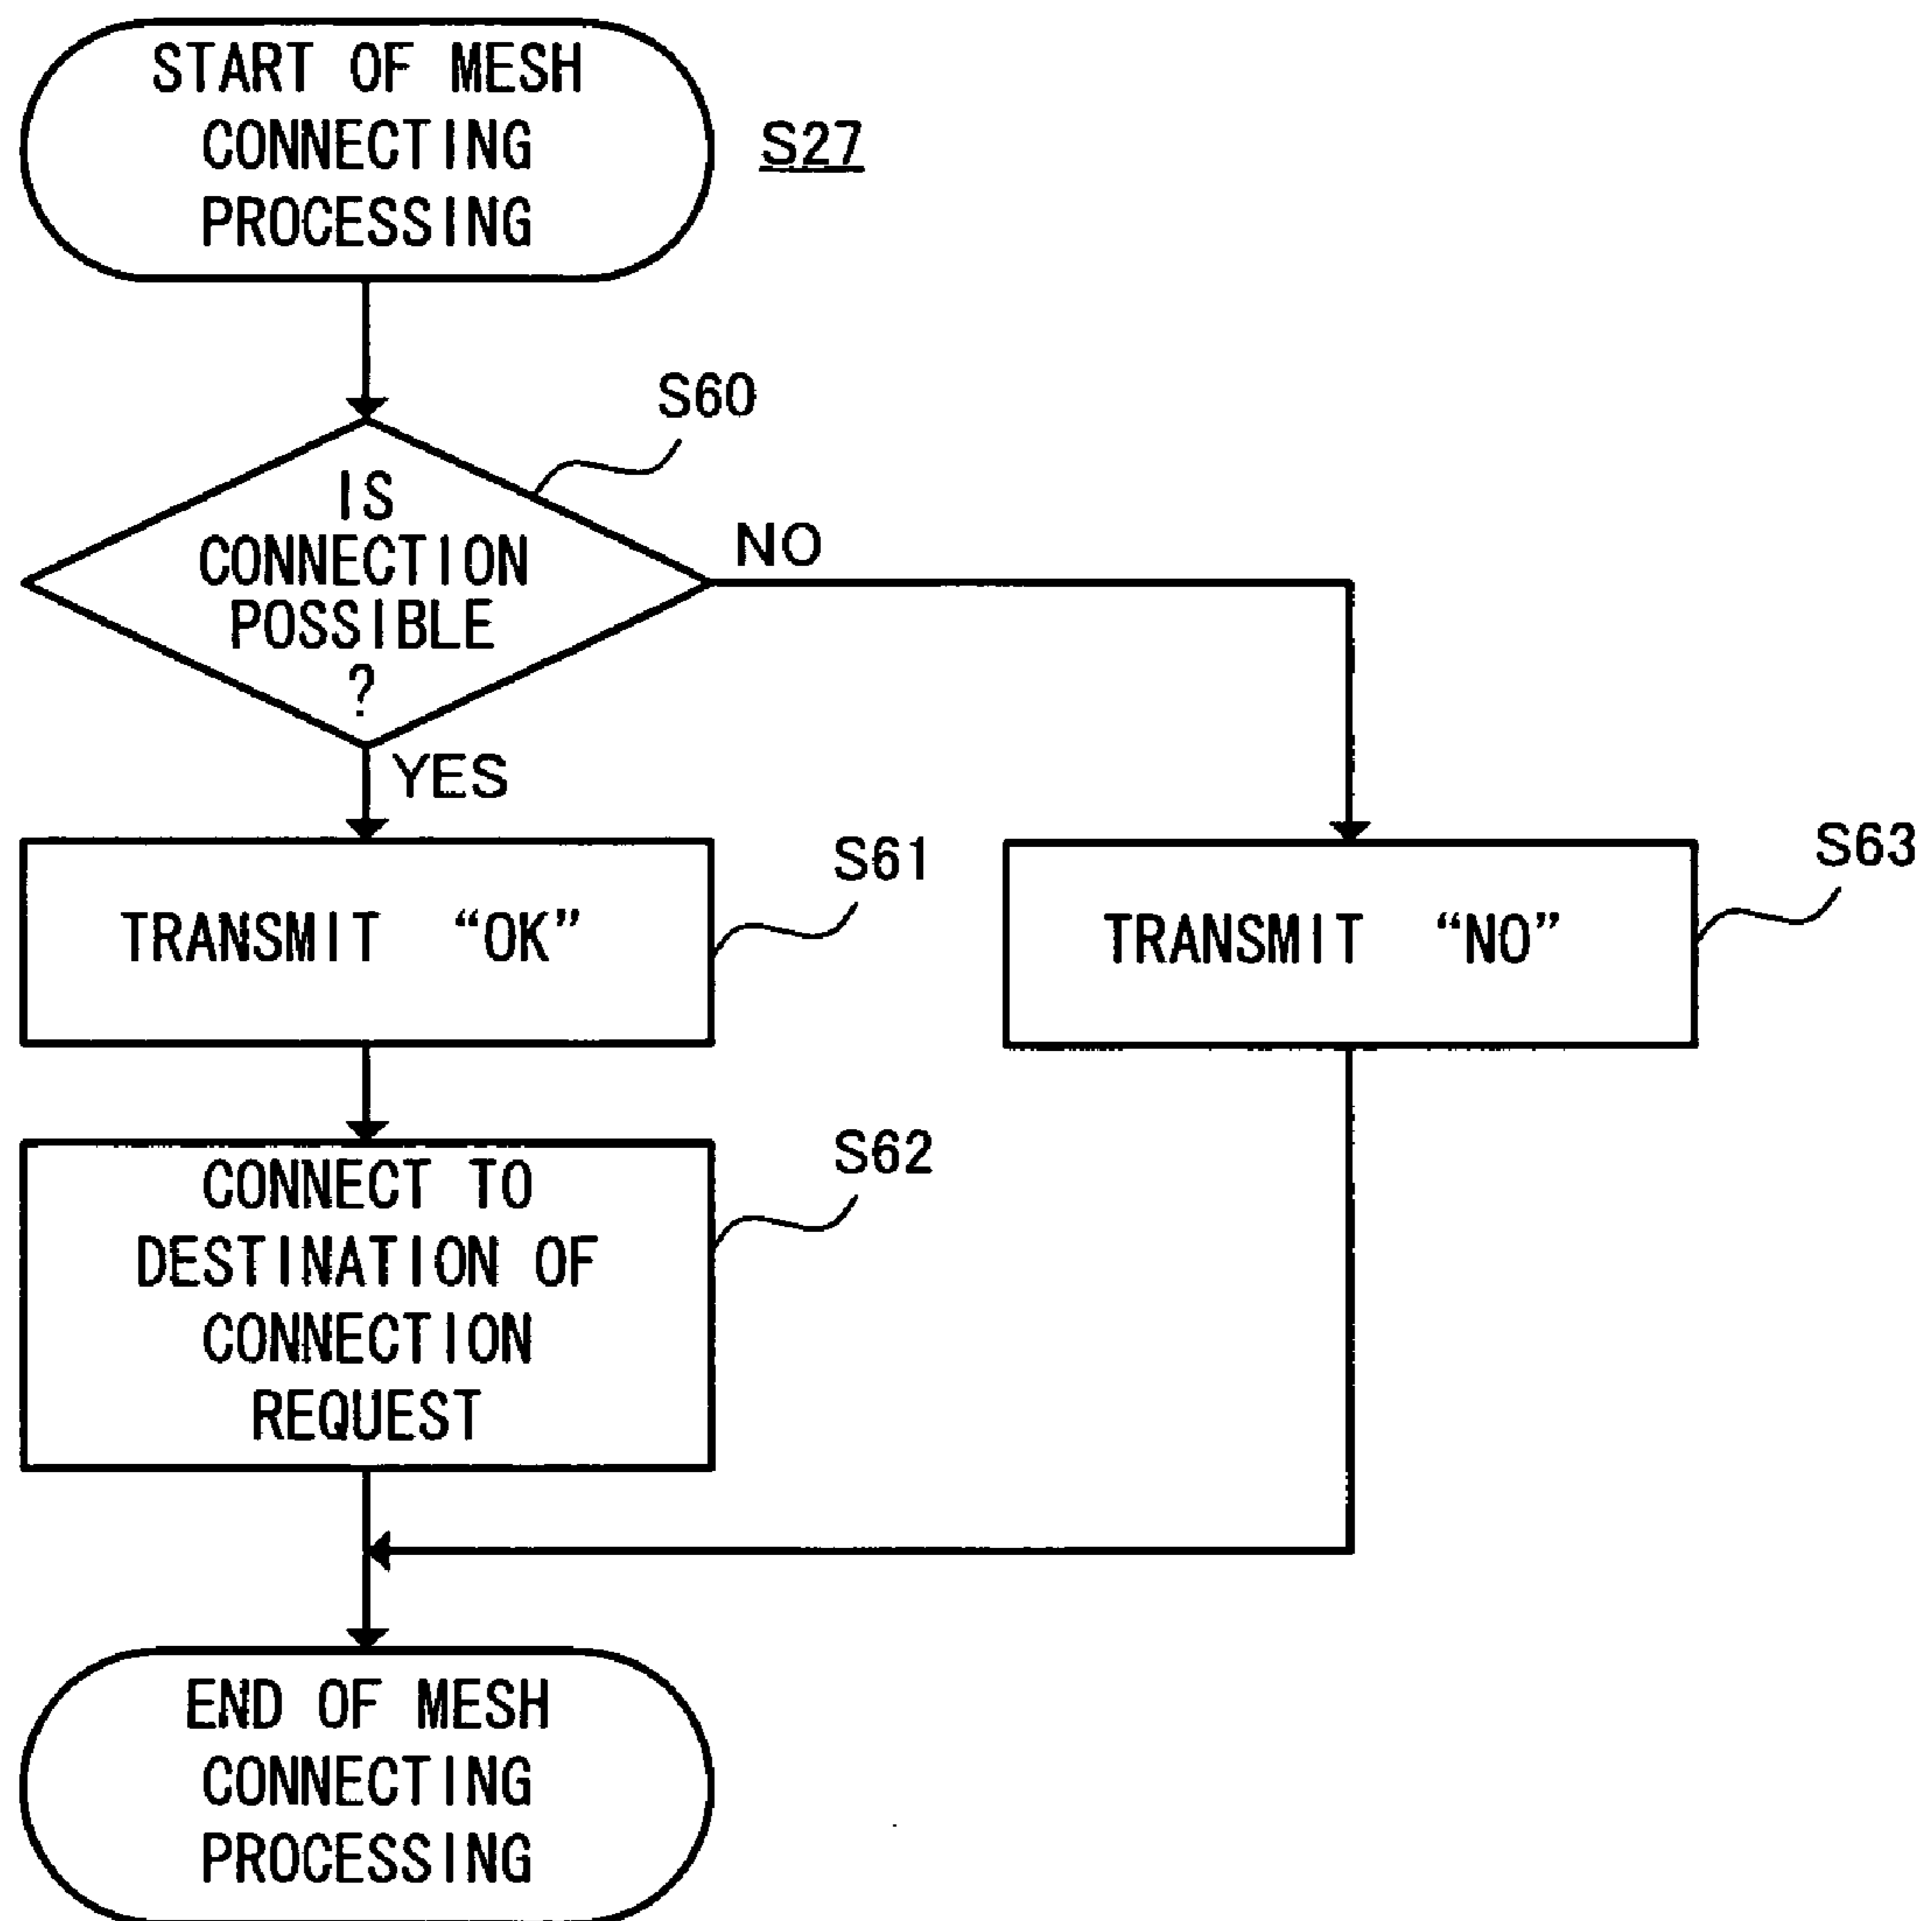 START OF MESH
CONNECTING
PROCESSING
S27
S60
IS
CONNECTION
POSSIBLE
?
NO
YES
TRANSMIT “OK”
S61
TRANSMIT “NO”
S63
CONNECT TO
DESTINATION OF
CONNECTION
REQUEST
S62
END OF MESH
CONNECTING
PROCESSING